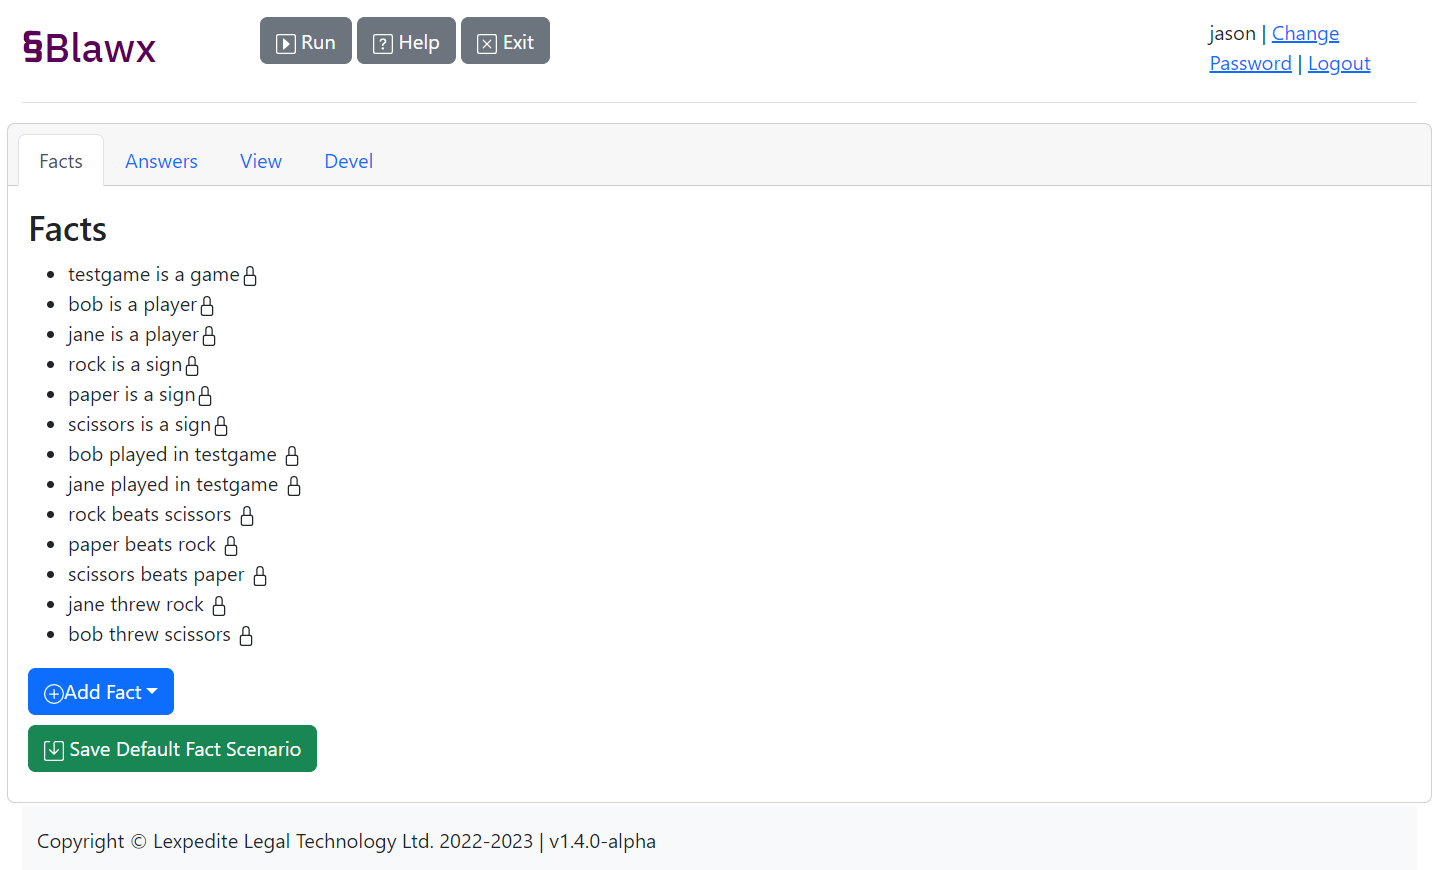 §Blawx
Run
Help
Exit
jason | Change
Password | Logout
Facts
Answers
View
Devel
Facts
testgame is a game
bob is a player
jane is a player
rock is a sign
paper is a sign
scissors is a sign
bob played in testgame
jane played in testgame
rock beats scissors
paper beats rock
scissors beats paper
jane threw rock
bob threw scissors
Add Fact
Save Default Fact Scenario
Copyright © Lexpedite Legal Technology Ltd. 2022-2023 | v1.4.0-alpha